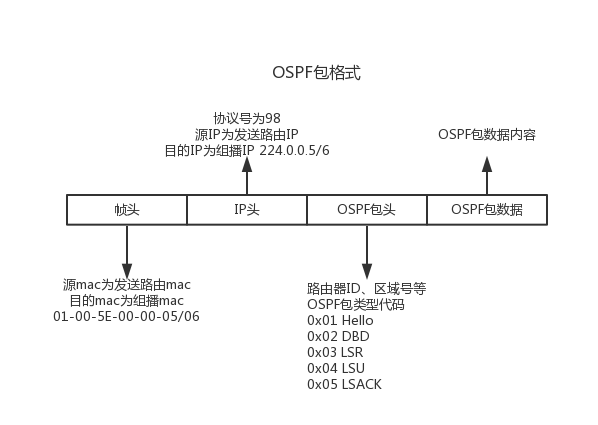 OSPF包格式
协议号为98
源IP为发送路由IP
目的IP为组播IP 224.0.0.5/6
OSPF包数据内容
帧头
IP头
OSPF包头
OSPF包数据
源mac为发送路由mac
目的mac为组播mac
01-00-5E-00-00-05/06
路由器ID、区域号等
OSPF包类型代码
0x01 Hello
0x02 DBD
0x03 LSR
0x04 LSU
0x05 LSACK